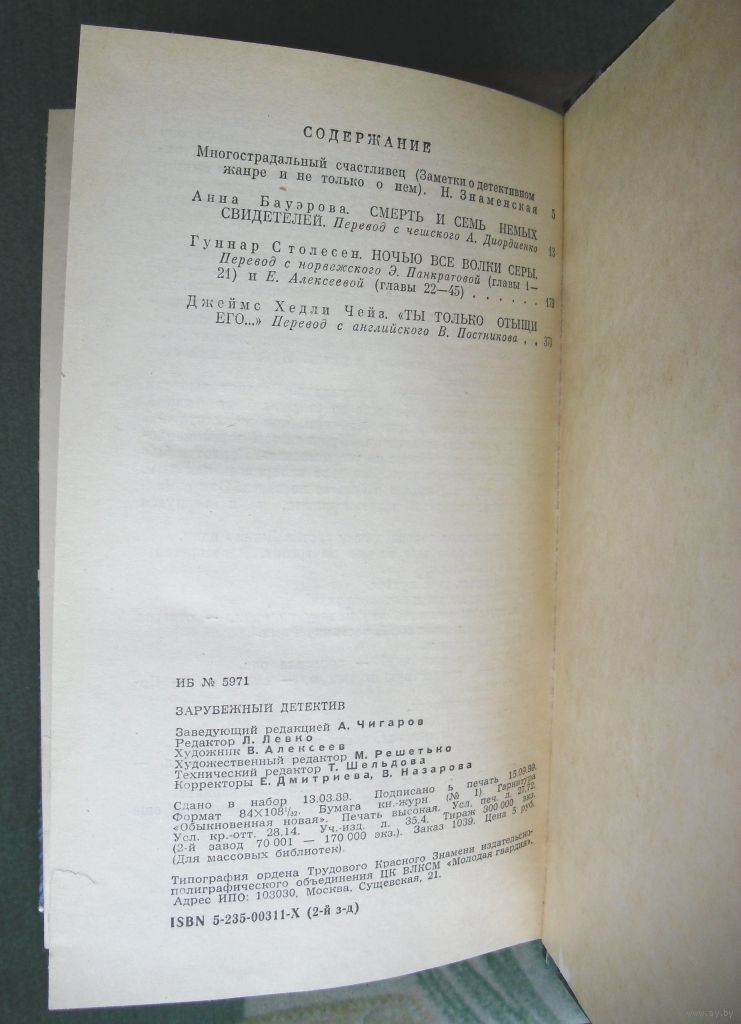 СОДЕРЖАНИЕ
Многострадальный счастливец (Заметки о детективном
жанре и не только о нем). Н. Знаменская 5
Анна Бауэрова. СМЕРТЬ И СЕМЬ НЕМЫХ
СВИДЕТЕЛЕЙ. Перевод с чешского А. Диордиенко 13
Гуннар Столесен. НОЧЬЮ ВСЕ ВОЛКИ СЕРЫ.
Перевод с норвежского Э. Панкратовой (главы 1—
21) и Е. Алексеевой (главы 22—45) . . . . . .
Джеймс Хедли Чейз. «ТЫ ТОЛЬКО ОТЫЩИ
ЕГО...» Перевод с английского В. Постникова . .
ИБ № 5971
ЗАРУБЕЖНЫЙ ДЕТЕКТИВ
Заведующий редакцией А. Чигаров
Редактор Л. Левко
Художник В. Алексеев
Художественный редактор М. Решетько
Технический редактор Т. Шельдова
Корректоры Е. Дмитриева, В. Назарова
Сдано в набор 13.03.89. Подписано в печать 15.09.89.
Формат 84×108¹/₃₂. Бумага кн.-журн (№ 1). Гарнитура
«Обыкновенная новая». Печать высокая. Усл. печ. л. 27,72.
Усл. кр.-отт. 28,14. Уч.-изд. л. 35,4. Тираж 300 000 экз.
(2-й завод 70 001 — 170 000 экз.). Заказ 1039. Цена 5 руб.
(Для массовых библиотек).
Типография ордена Трудового Красного Знамени издательско-
полиграфического объединения ЦК ВЛКСМ «Молодая гвардия».
Адрес ИПО: 103030, Москва, Сущевская, 21.
ISBN 5-235-00311-X (2-й з-д)
www.ay.by